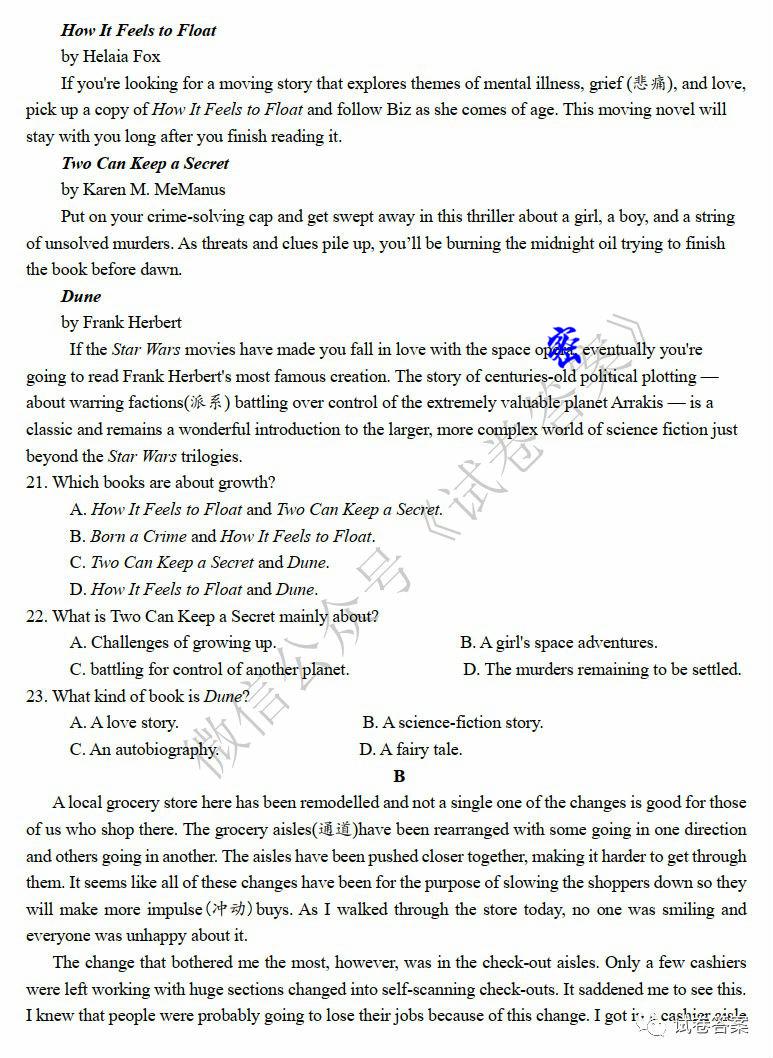 How It Feels to Float
by Helaia Fox
If you're looking for a moving story that explores themes of mental illness, grief (悲痛), and love,
pick up a copy of How It Feels to Float and follow Biz as she comes of age. This moving novel will
stay with you long after you finish reading it.
Two Can Keep a Secret
by Karen M. MeManus
Put on your crime-solving cap and get swept away in this thriller about a girl, a boy, and a string
of unsolved murders. As threats and clues pile up, you'll be burning the midnight oil trying to finish
the book before dawn.
Dune
by Frank Herbert
If the Star Wars movies have made you fall in love with the space opera, eventually you're
going to read Frank Herbert's most famous creation. The story of centuries-old political plotting —
about warring factions(派系) battling over control of the extremely valuable planet Arrakis — is a
classic and remains a wonderful introduction to the larger, more complex world of science fiction just
beyond the Star Wars trilogies.
21. Which books are about growth?
A. How It Feels to Float and Two Can Keep a Secret.
B. Born a Crime and How It Feels to Float.
C. Two Can Keep a Secret and Dune.
D. How It Feels to Float and Dune.
22. What is Two Can Keep a Secret mainly about?
A. Challenges of growing up. B. A girl's space adventures.
C. battling for control of another planet. D. The murders remaining to be settled.
23. What kind of book is Dune?
A. A love story. B. A science-fiction story.
C. An autobiography. D. A fairy tale.
B
A local grocery store here has been remodelled and not a single one of the changes is good for those
of us who shop there. The grocery aisles(通道)have been rearranged with some going in one direction
and others going in another. The aisles have been pushed closer together, making it harder to get through
them. It seems like all of these changes have been for the purpose of slowing the shoppers down so they
will make more impulse(冲动)buys. As I walked through the store today, no one was smiling and
everyone was unhappy about it.
The change that bothered me the most, however, was in the check-out aisles. Only a few cashiers
were left working with huge sections changed into self-scanning check-outs. It saddened me to see this.
I knew that people were probably going to lose their jobs because of this change. I got cashier aisle
密
微信公众号《试卷答案》
试卷答案